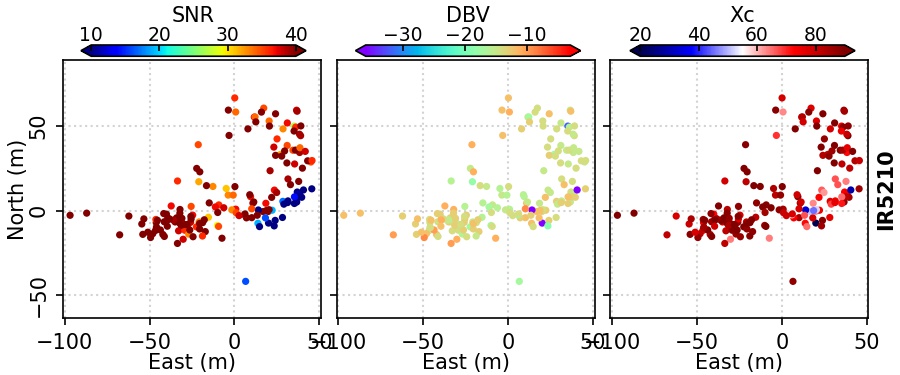 SNR DBV Xc
10 20 30 40 −30 −20 −10 20 40 60 80
50
0
−50
North (m)
IR5210
−100 −50 0 50 −100 −50 0 50 −100 −50 0 50
East (m) East (m) East (m)